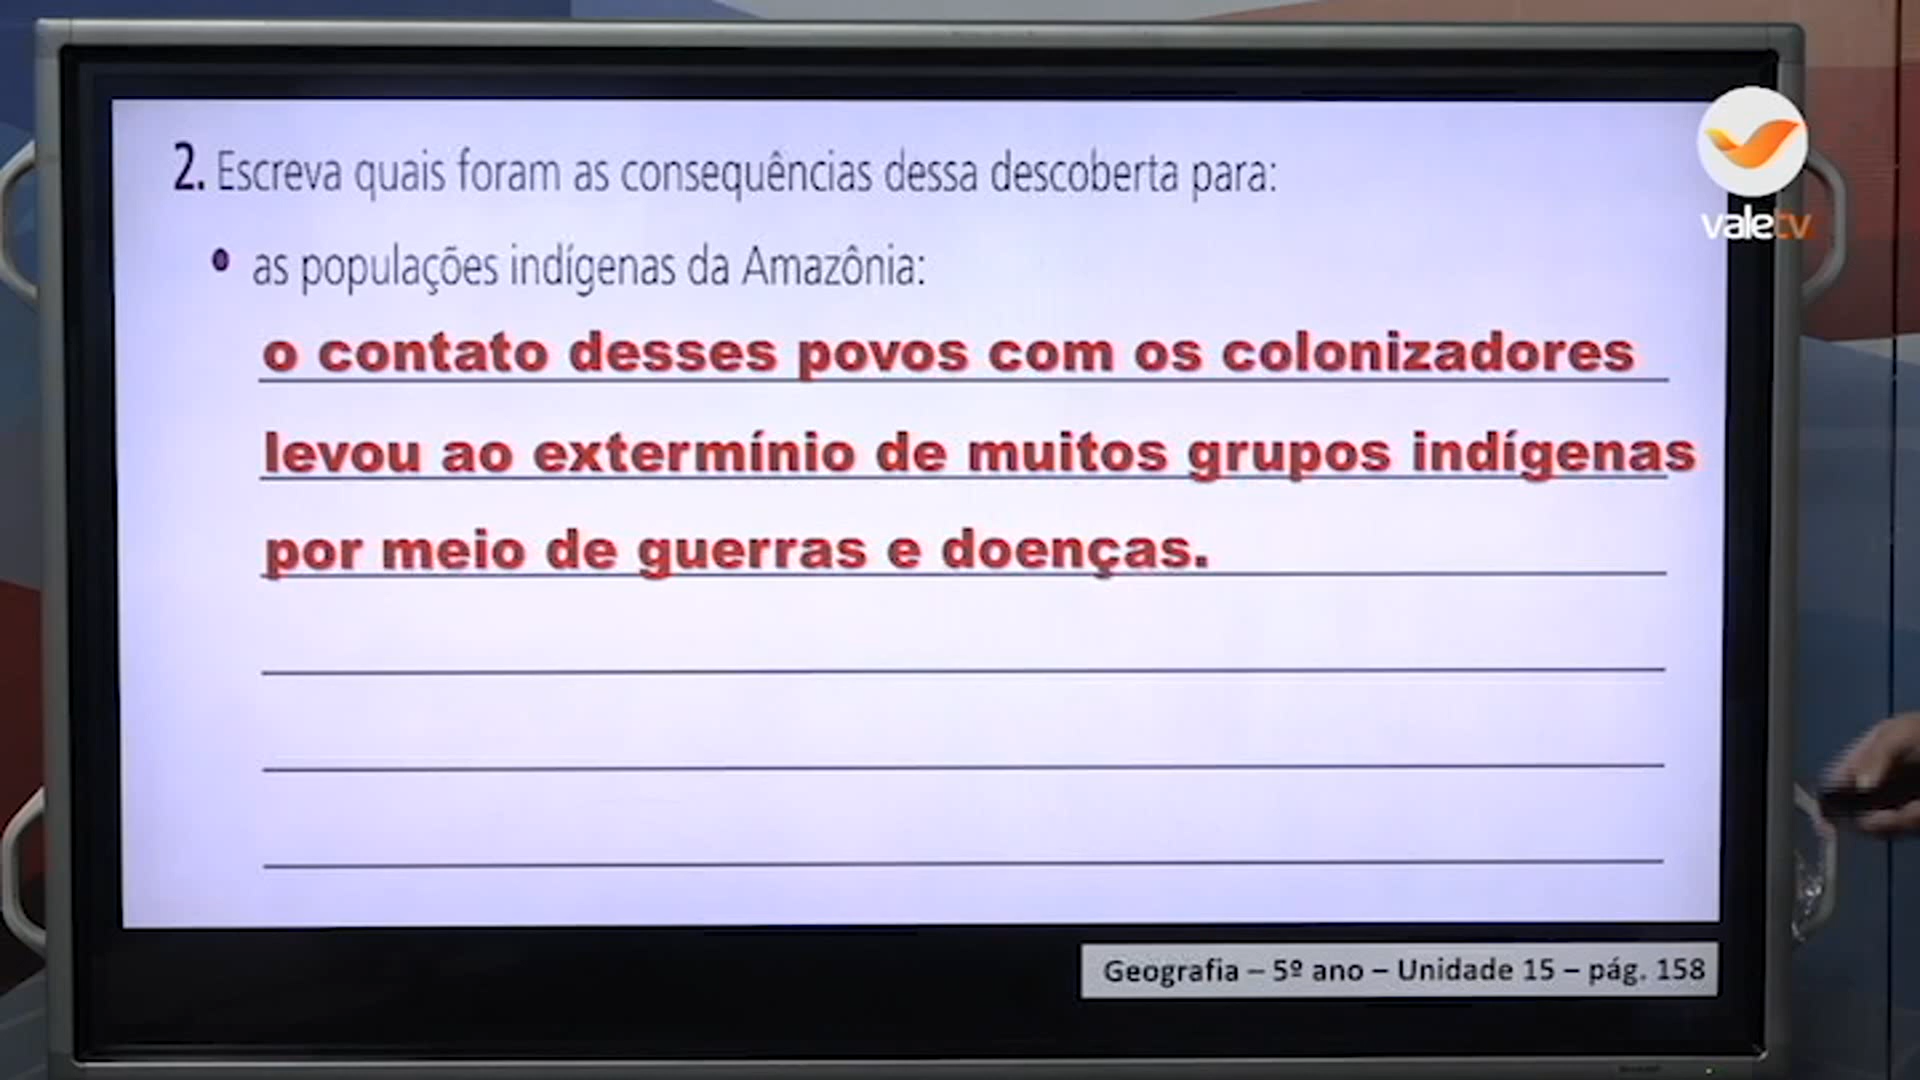 2. Escreva quais foram as consequências dessa descoberta para:
• as populações indígenas da Amazônia:
o contato desses povos com os colonizadores
levou ao extermínio de muitos grupos indígenas
por meio de guerras e doenças.
Geografia – 5º ano – Unidade 15 – pág. 158
valetv